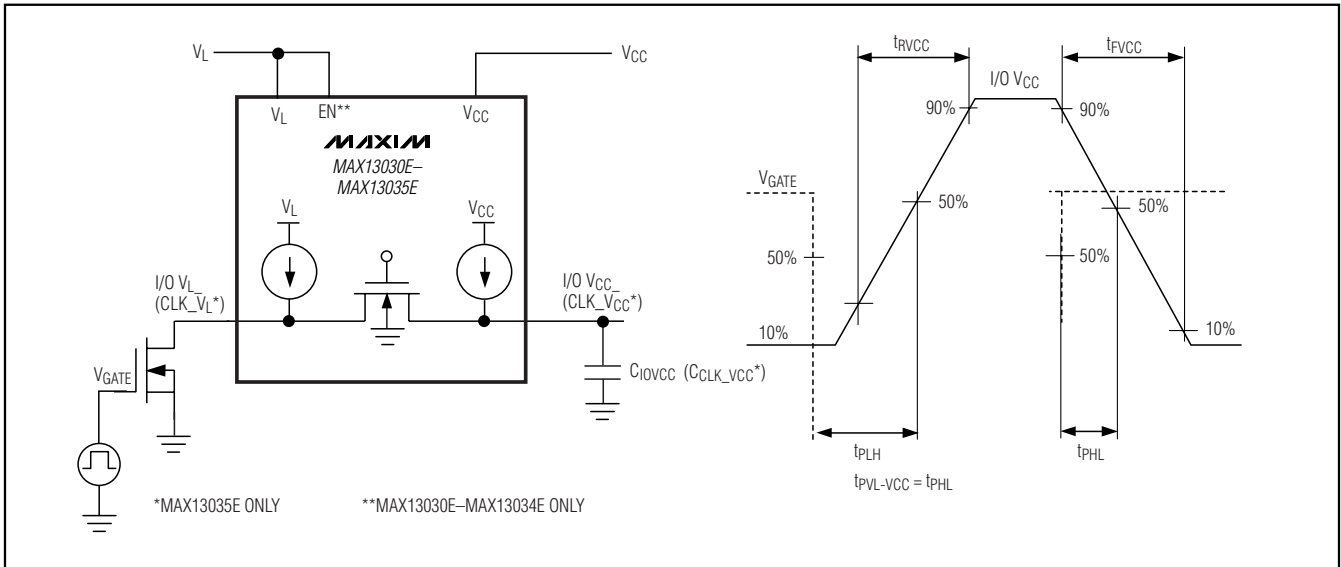 VL
VCC
VL
EN**
VCC
MAXIM
MAX13030E–
MAX13035E
VL
VCC
I/O VL_
(CLK_VL*)
I/O VCC_
(CLK_VCC*)
VGATE
CIOVCC (CCLK_VCC*)
*MAX13035E ONLY
**MAX13030E–MAX13034E ONLY
tRVCC
tFVCC
I/O VCC
90%
90%
VGATE
50%
50%
50%
50%
10%
10%
tPLH
tPHL
tPVL-VCC = tPHL